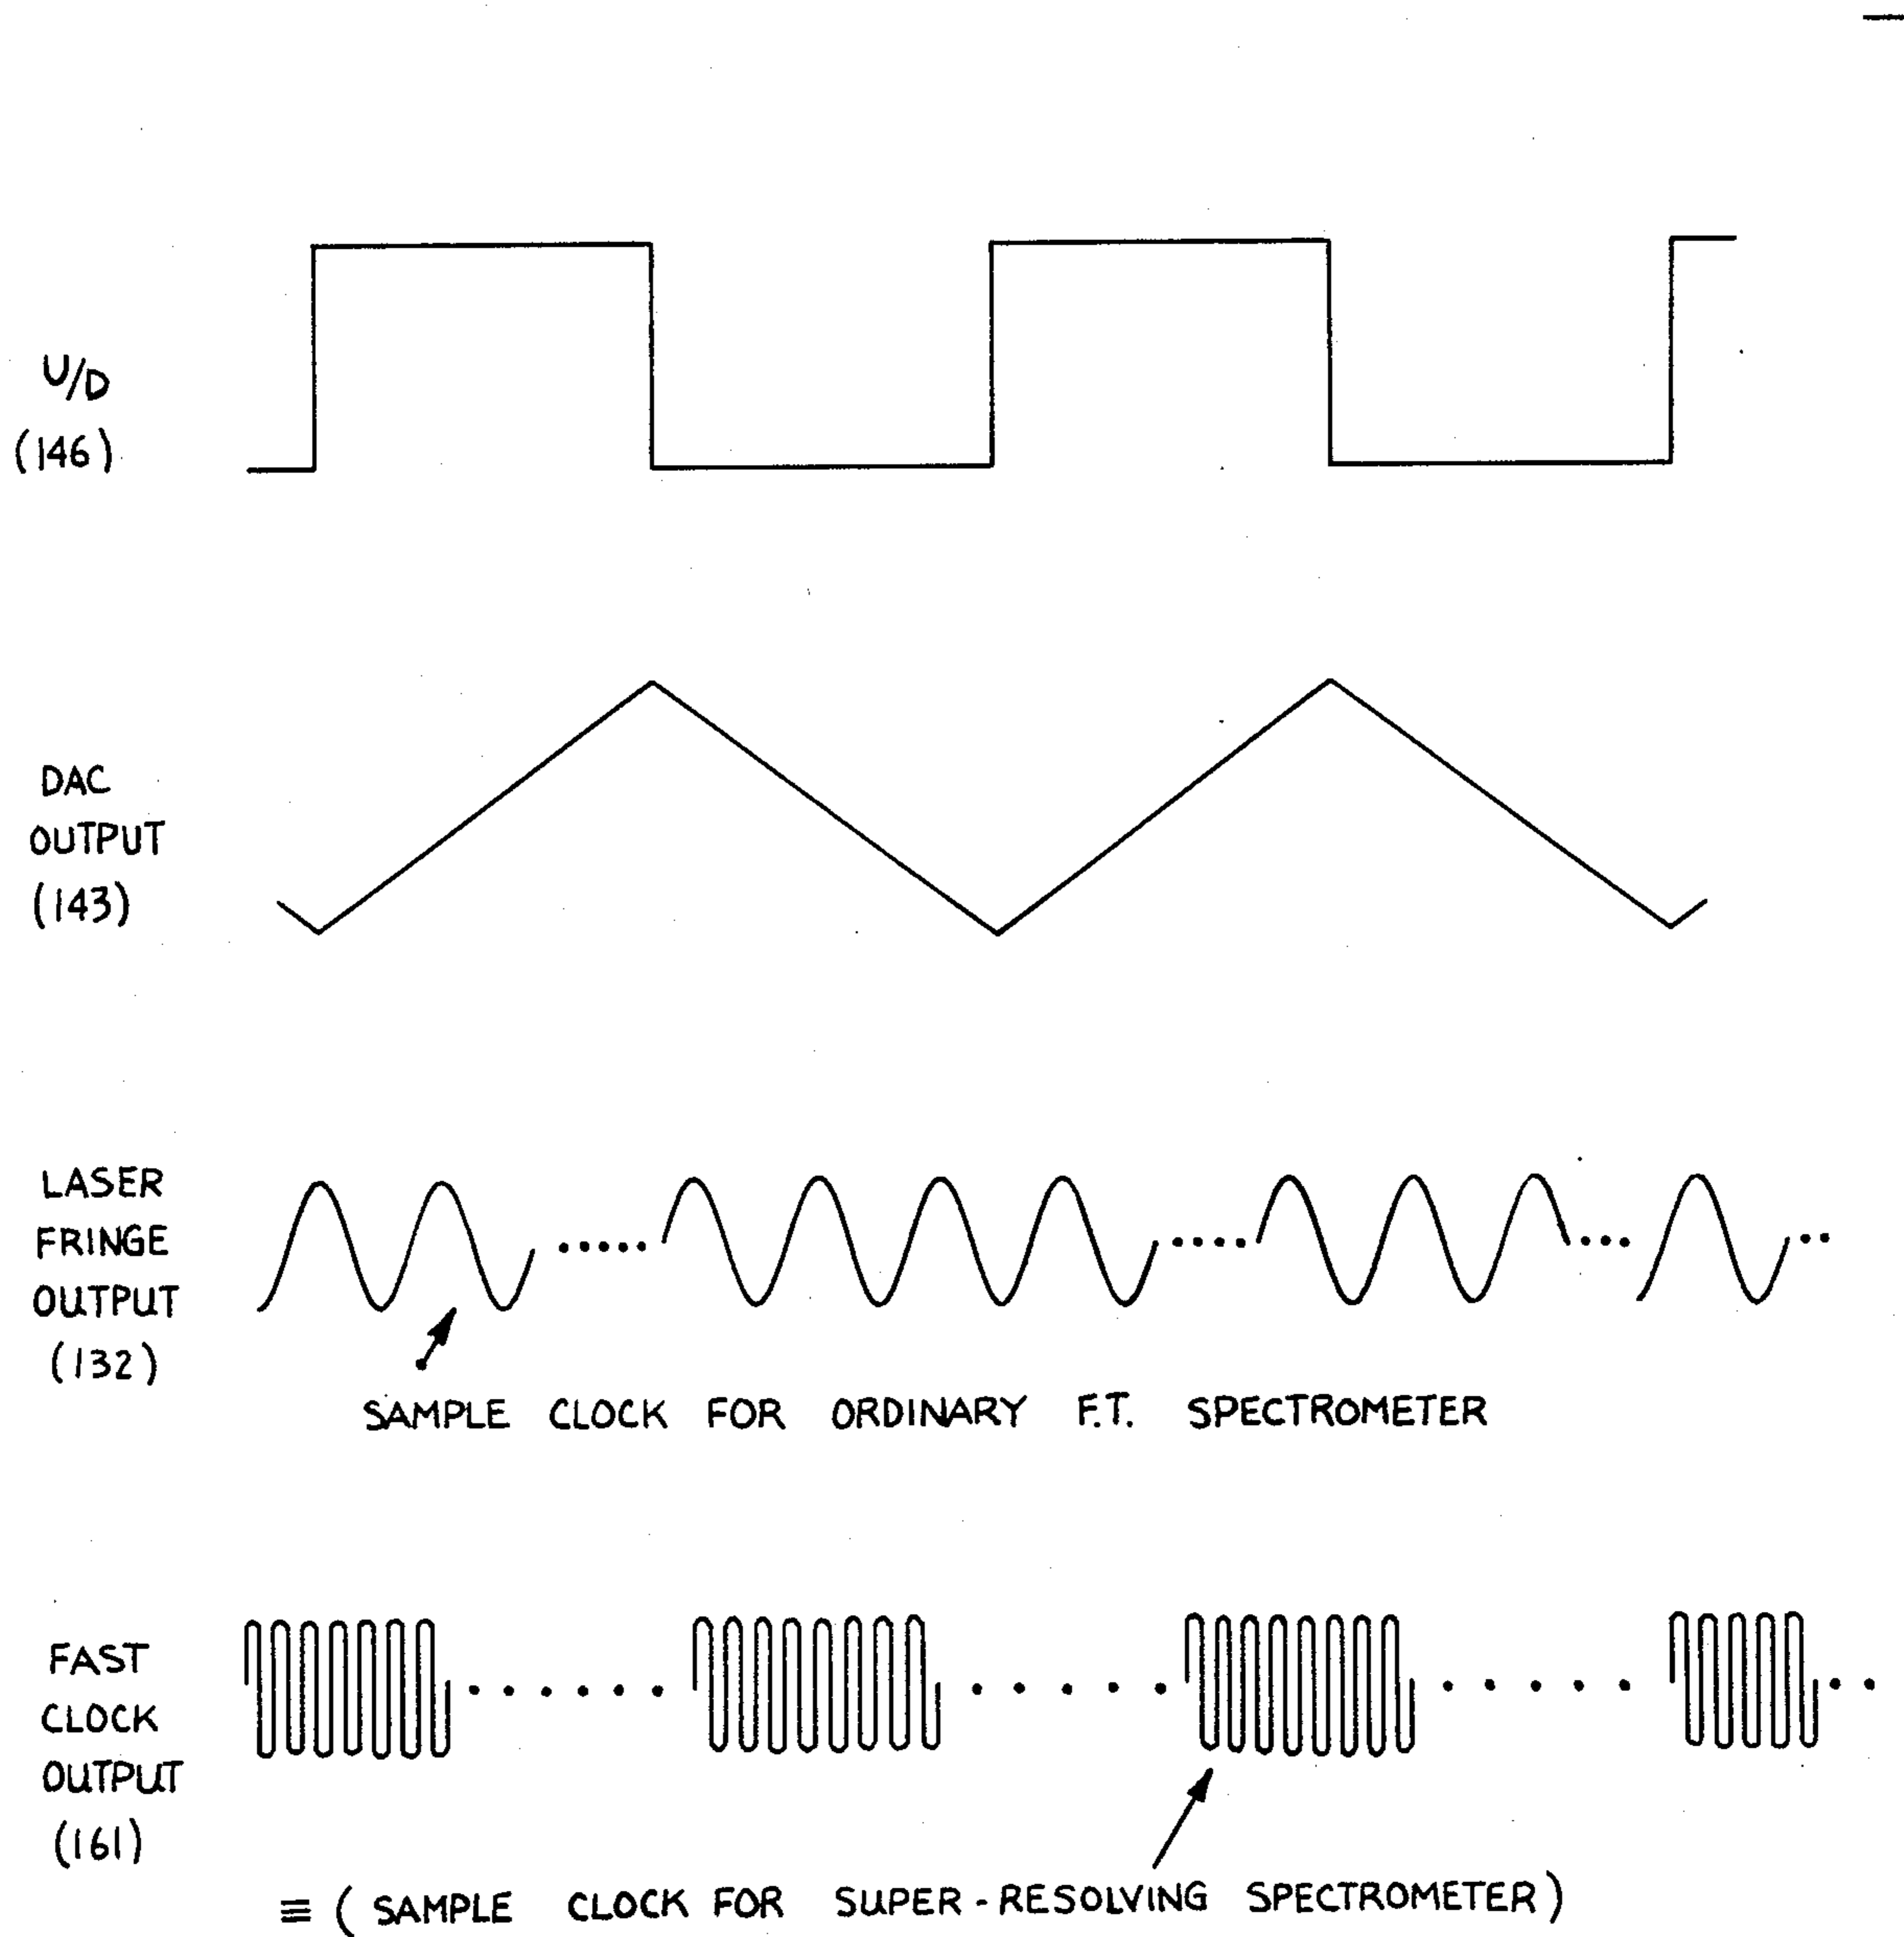 U/D
(146)
DAC
OUTPUT
(143)
LASER
FRINGE
OUTPUT
(132)
SAMPLE CLOCK FOR ORDINARY F.T. SPECTROMETER
FAST
CLOCK
OUTPUT
(161)
≡ ( SAMPLE CLOCK FOR SUPER-RESOLVING SPECTROMETER)